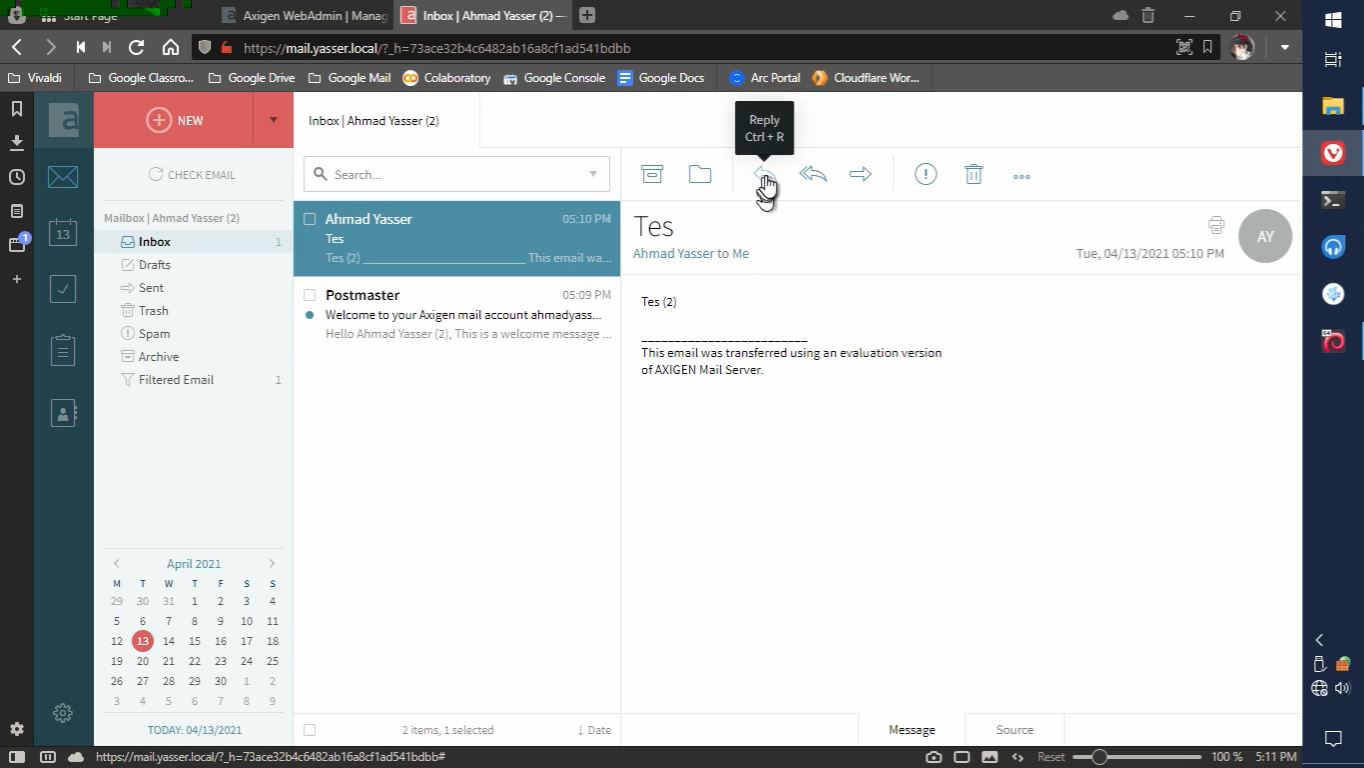 Start Page
Axigen WebAdmin | Manag
Inbox | Ahmad Yasser (2) —
https://mail.yasser.local/?_h=73ace32b4c6482ab16a8cf1ad541bdbb
Vivaldi
Google Classro...
Google Drive
Google Mail
Colaboratory
Google Console
Google Docs
Arc Portal
Cloudflare Wor...
a
NEW
Inbox | Ahmad Yasser (2)
Reply
Ctrl + R
CHECK EMAIL
Search...
Mailbox | Ahmad Yasser (2)
Inbox 1
Drafts
Sent
Trash
Spam
Archive
Filtered Email 1
1
13
Ahmad Yasser 05:10 PM
Tes
Tes (2) _________________________ This email wa...
Postmaster 05:09 PM
Welcome to your Axigen mail account ahmadyass...
Hello Ahmad Yasser (2), This is a welcome message ...
Tes
Ahmad Yasser to Me
Tue, 04/13/2021 05:10 PM
AY
Tes (2)
_________________________
This email was transferred using an evaluation version
of AXIGEN Mail Server.
April 2021
M T W T F S S
29 30 31 1 2 3 4
5 6 7 8 9 10 11
12 13 14 15 16 17 18
19 20 21 22 23 24 25
26 27 28 29 30 1 2
3 4 5 6 7 8 9
TODAY: 04/13/2021
2 items, 1 selected
↓ Date
Message
Source
https://mail.yasser.local/?_h=73ace32b4c6482ab16a8cf1ad541bdbb#
Reset
100 %
5:11 PM